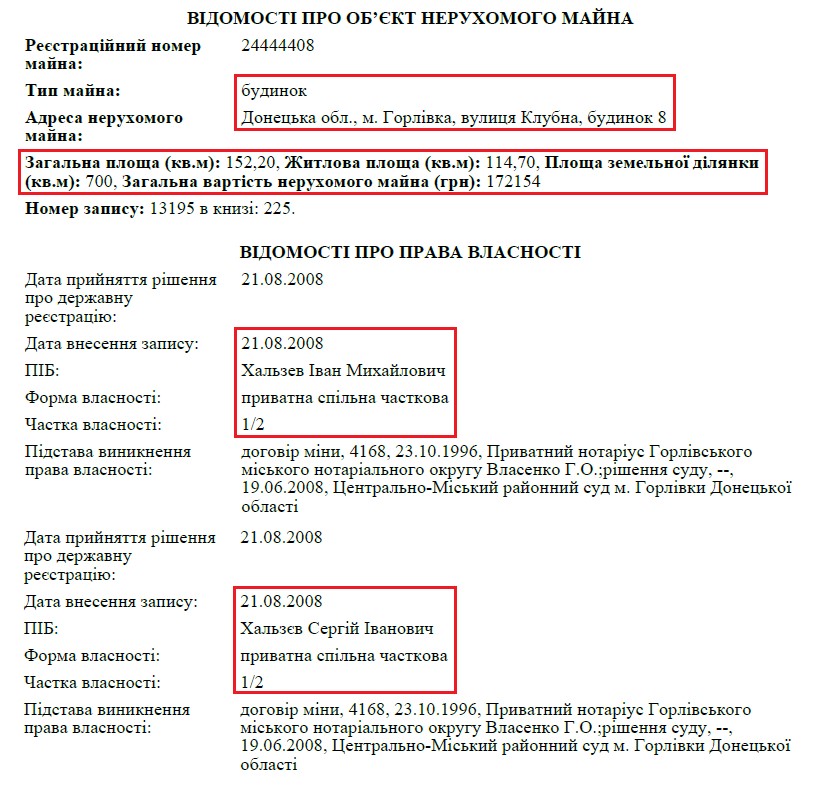 ВІДОМОСТІ ПРО ОБ’ЄКТ НЕРУХОМОГО МАЙНА
Реєстраційний номер майна: 24444408
Тип майна: будинок
Адреса нерухомого майна: Донецька обл., м. Горлівка, вулиця Клубна, будинок 8
Загальна площа (кв.м): 152,20, Житлова площа (кв.м): 114,70, Площа земельної ділянки
(кв.м): 700, Загальна вартість нерухомого майна (грн): 172154
Номер запису: 13195 в книзі: 225.
ВІДОМОСТІ ПРО ПРАВА ВЛАСНОСТІ
Дата прийняття рішення про державну реєстрацію: 21.08.2008
Дата внесення запису: 21.08.2008
ПІБ: Хальзев Іван Михайлович
Форма власності: приватна спільна часткова
Частка власності: 1/2
Підстава виникнення права власності: договір міни, 4168, 23.10.1996, Приватний нотаріус Горлівського
міського нотаріального округу Власенко Г.О.;рішення суду, --,
19.06.2008, Центрально-Міський районний суд м. Горлівки Донецької
області
Дата прийняття рішення про державну реєстрацію: 21.08.2008
Дата внесення запису: 21.08.2008
ПІБ: Хальзєв Сергій Іванович
Форма власності: приватна спільна часткова
Частка власності: 1/2
Підстава виникнення права власності: договір міни, 4168, 23.10.1996, Приватний нотаріус Горлівського
міського нотаріального округу Власенко Г.О.;рішення суду, --,
19.06.2008, Центрально-Міський районний суд м. Горлівки Донецької
області